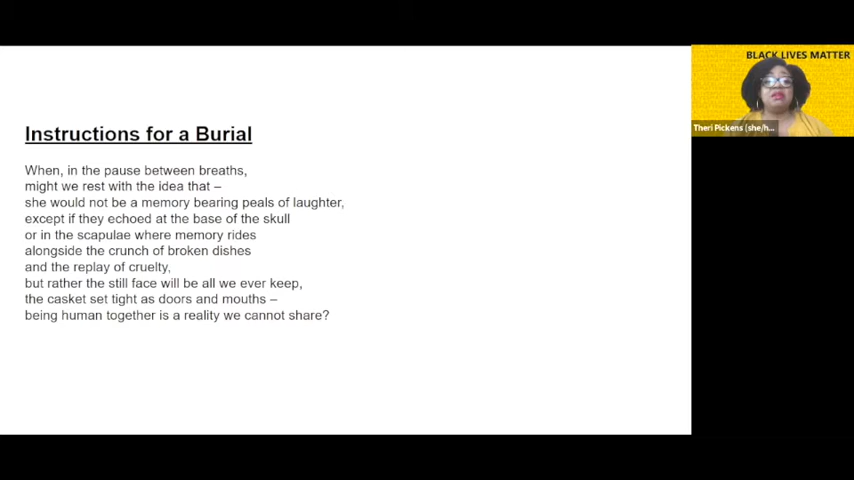 Instructions for a Burial
When, in the pause between breaths,
might we rest with the idea that –
she would not be a memory bearing peals of laughter,
except if they echoed at the base of the skull
or in the scapulae where memory rides
alongside the crunch of broken dishes
and the replay of cruelty,
but rather the still face will be all we ever keep,
the casket set tight as doors and mouths –
being human together is a reality we cannot share?
BLACK LIVES MATTER
Theri Pickens (she/h...